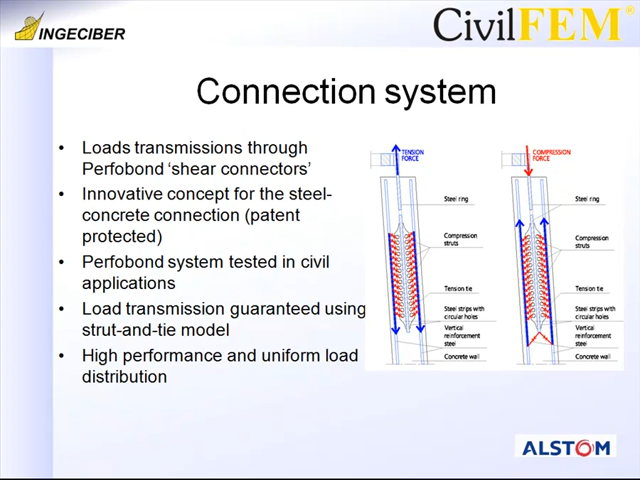 INGECIBER
CivilFEM®
Connection system
• Loads transmissions through
Perfobond ‘shear connectors’
• Innovative concept for the steel-
concrete connection (patent
protected)
• Perfobond system tested in civil
applications
• Load transmission guaranteed using
strut-and-tie model
• High performance and uniform load
distribution
TENSION
FORCE
Steel ring
Compression
struts
Tension tie
Steel strips with
circular holes
Vertical
reinforcement
steel
Concrete wall
COMPRESSION
FORCE
Steel ring
Compression
struts
Tension tie
Steel strips with
circular holes
Vertical
reinforcement
steel
Concrete wall
ALSTOM